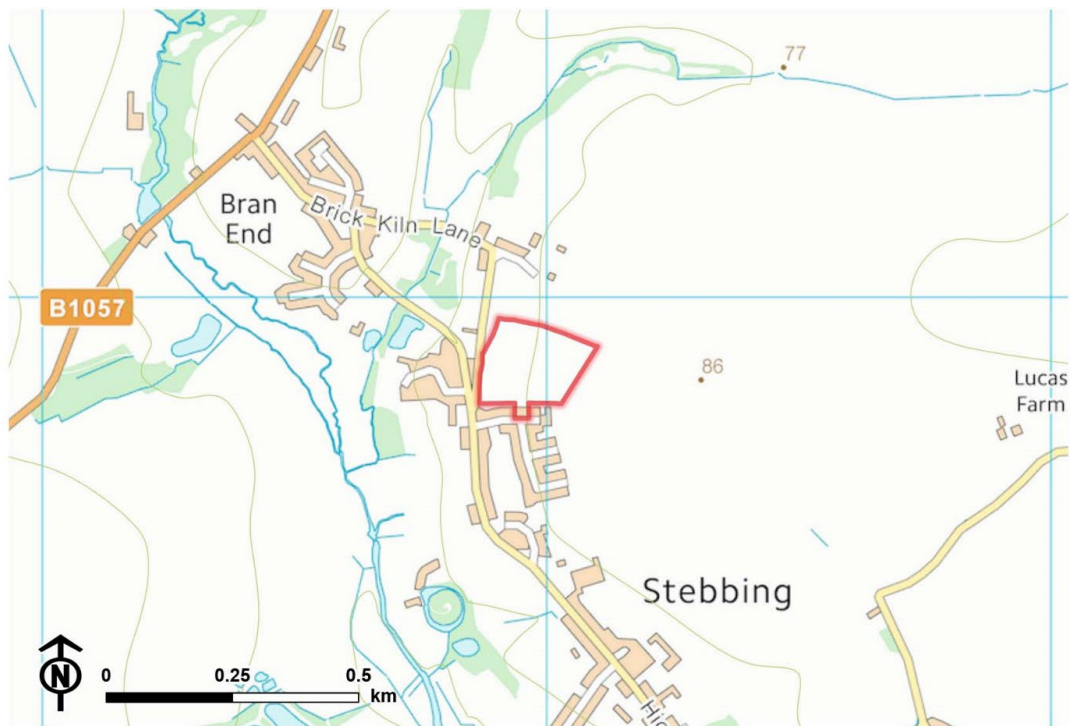 77
Bran
End
Brick Kiln Lane
B1057
86
Lucas
Farm
Stebbing
N
0 0.25 0.5
km